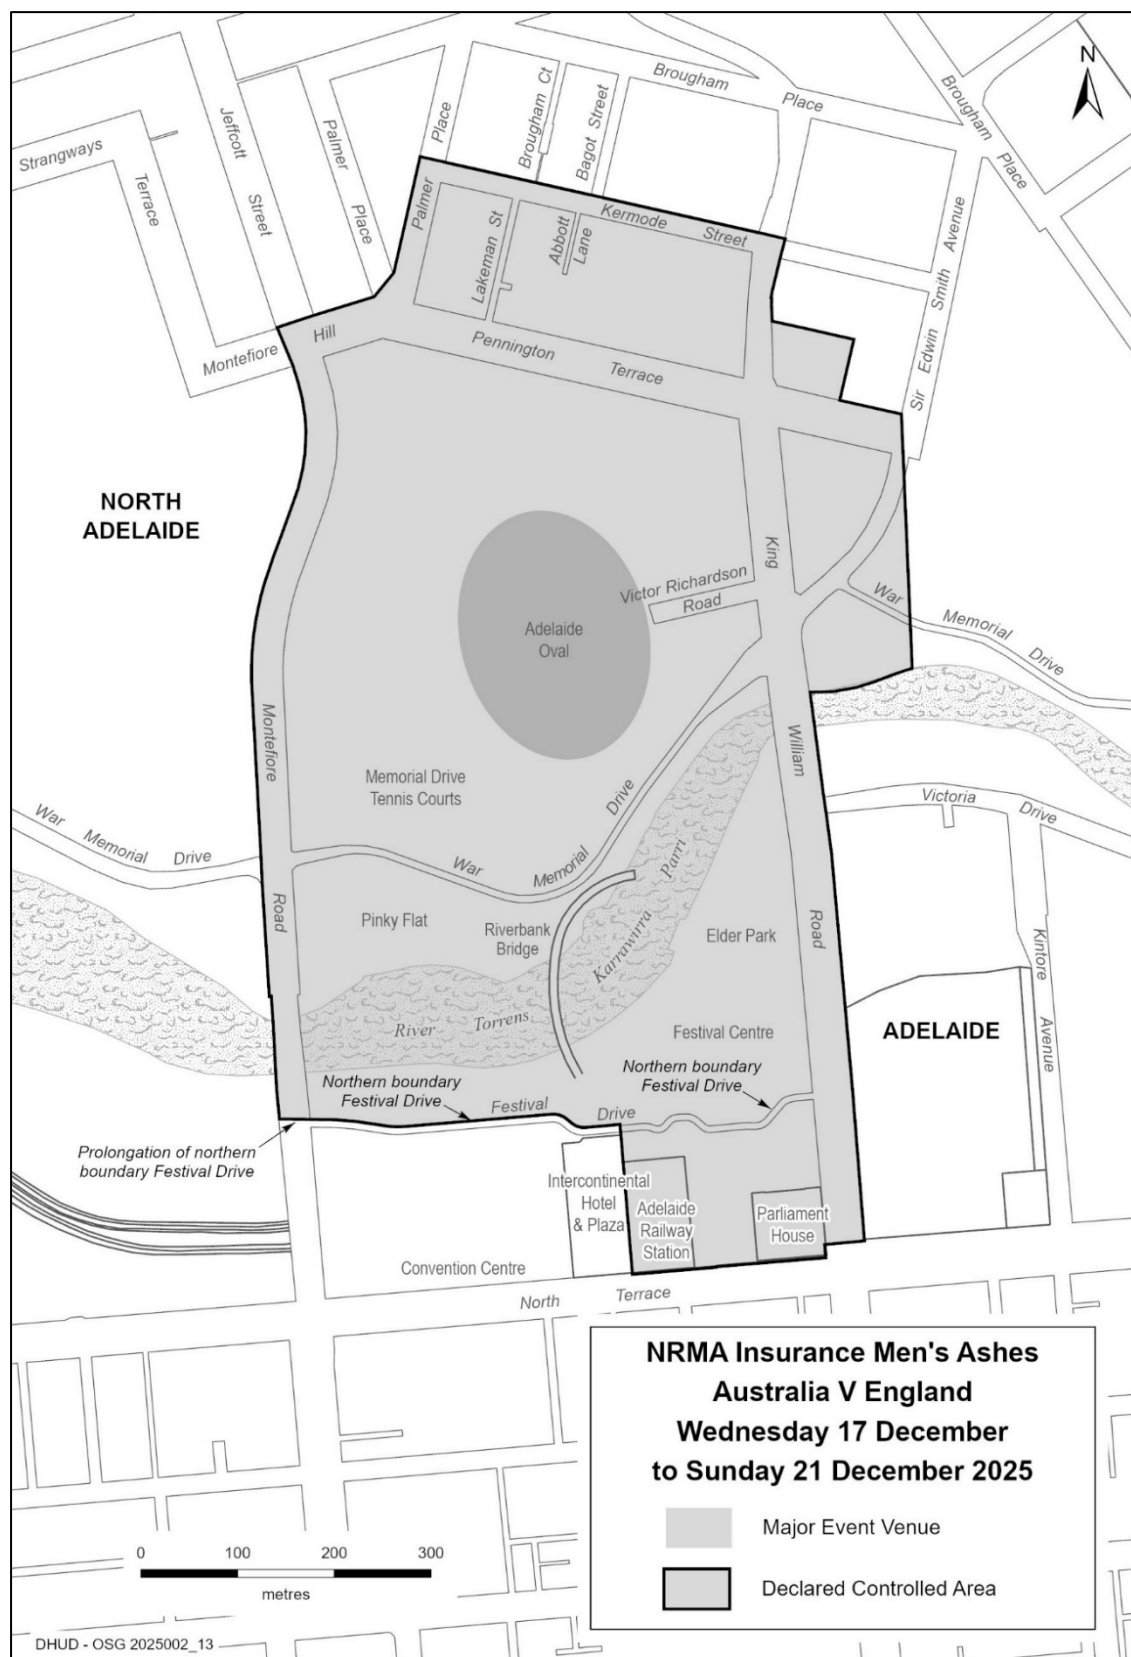 N
Brougham Place
Brougham Place
Brougham Ct
Bagot Street
Place
Palmer
Palmer Place
Jeffcott Street
Strangways Terrace
Kermode Street
Lakeman St
Abbott
Lane
Sir Edwin Smith Avenue
Montefiore Hill
Pennington Terrace
NORTH
ADELAIDE
King William Road
Victor Richardson
Road
War Memorial Drive
Adelaide
Oval
Montefiore Road
Memorial Drive
Tennis Courts
War Memorial Drive
War Memorial Drive
Victoria Drive
Karrawirra Parri
Pinky Flat
Riverbank
Bridge
Elder Park
Kintore Avenue
River Torrens
Festival Centre
ADELAIDE
Northern boundary
Festival Drive
Northern boundary
Festival Drive
Festival Drive
Prolongation of northern
boundary Festival Drive
Intercontinental
Hotel
& Plaza
Adelaide
Railway
Station
Parliament
House
Convention Centre
North Terrace
NRMA Insurance Men's Ashes
Australia V England
Wednesday 17 December
to Sunday 21 December 2025
Major Event Venue
Declared Controlled Area
0 100 200 300
metres
DHUD - OSG 2025002_13